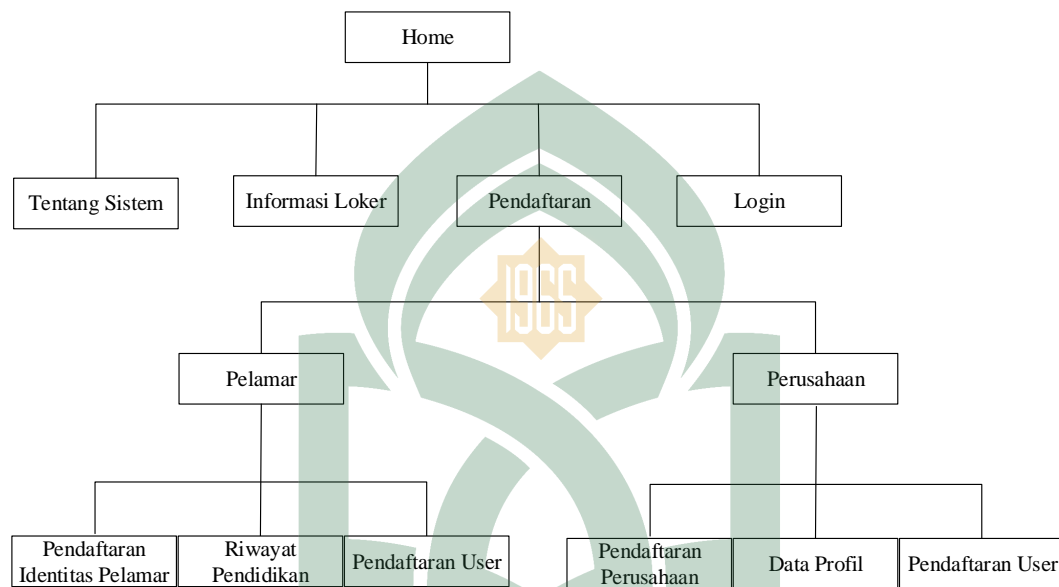 Home
Tentang Sistem
Informasi Loker
Pendaftaran
Login
1965
Pelamar
Perusahaan
Pendaftaran
Identitas Pelamar
Riwayat
Pendidikan
Pendaftaran User
Pendaftaran
Perusahaan
Data Profil
Pendaftaran User